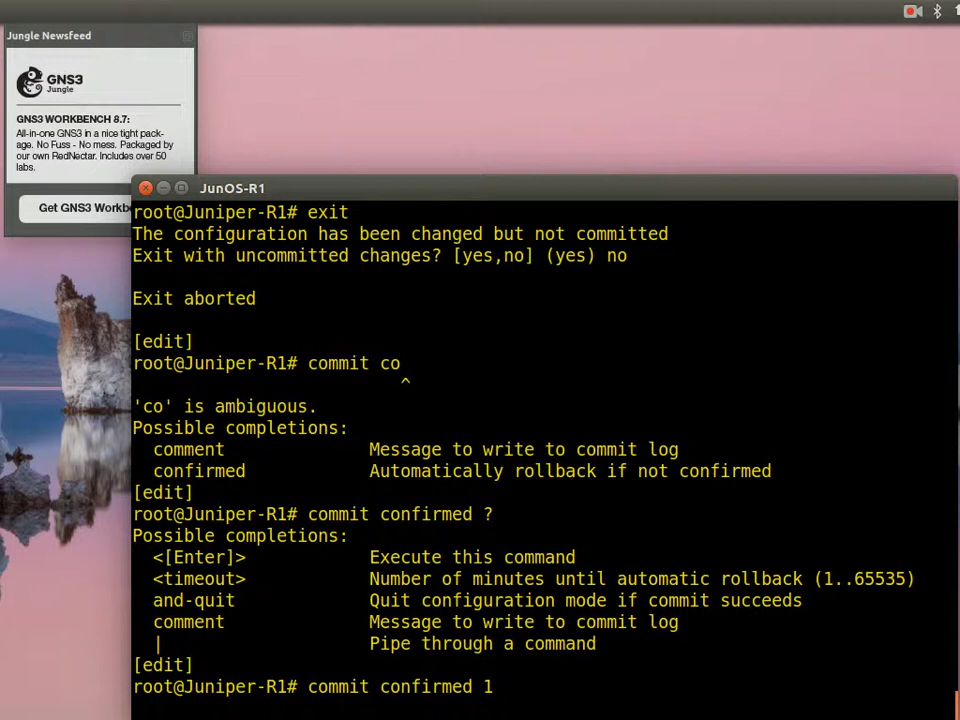 Jungle Newsfeed
GNS3
Jungle
GNS3 WORKBENCH 8.7:
All-in-one GNS3 in a nice tight pack-
age. No Fuss - No mess. Packaged by
our own RedNectar. Includes over 50
labs.
Get GNS3 Workb
JunOS-R1
root@Juniper-R1# exit
The configuration has been changed but not committed
Exit with uncommitted changes? [yes,no] (yes) no
Exit aborted
[edit]
root@Juniper-R1# commit co
^
'co' is ambiguous.
Possible completions:
comment Message to write to commit log
confirmed Automatically rollback if not confirmed
[edit]
root@Juniper-R1# commit confirmed ?
Possible completions:
<[Enter]> Execute this command
<timeout> Number of minutes until automatic rollback (1..65535)
and-quit Quit configuration mode if commit succeeds
comment Message to write to commit log
| Pipe through a command
[edit]
root@Juniper-R1# commit confirmed 1